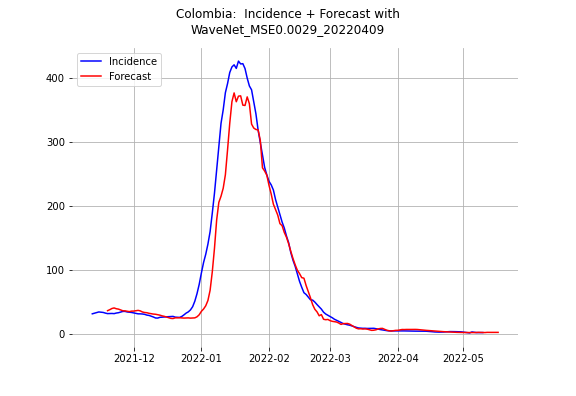 Colombia:  Incidence + Forecast with
WaveNet_MSE0.0029_20220409
Incidence
Forecast
400
300
200
100
0
2021-12
2022-01
2022-02
2022-03
2022-04
2022-05